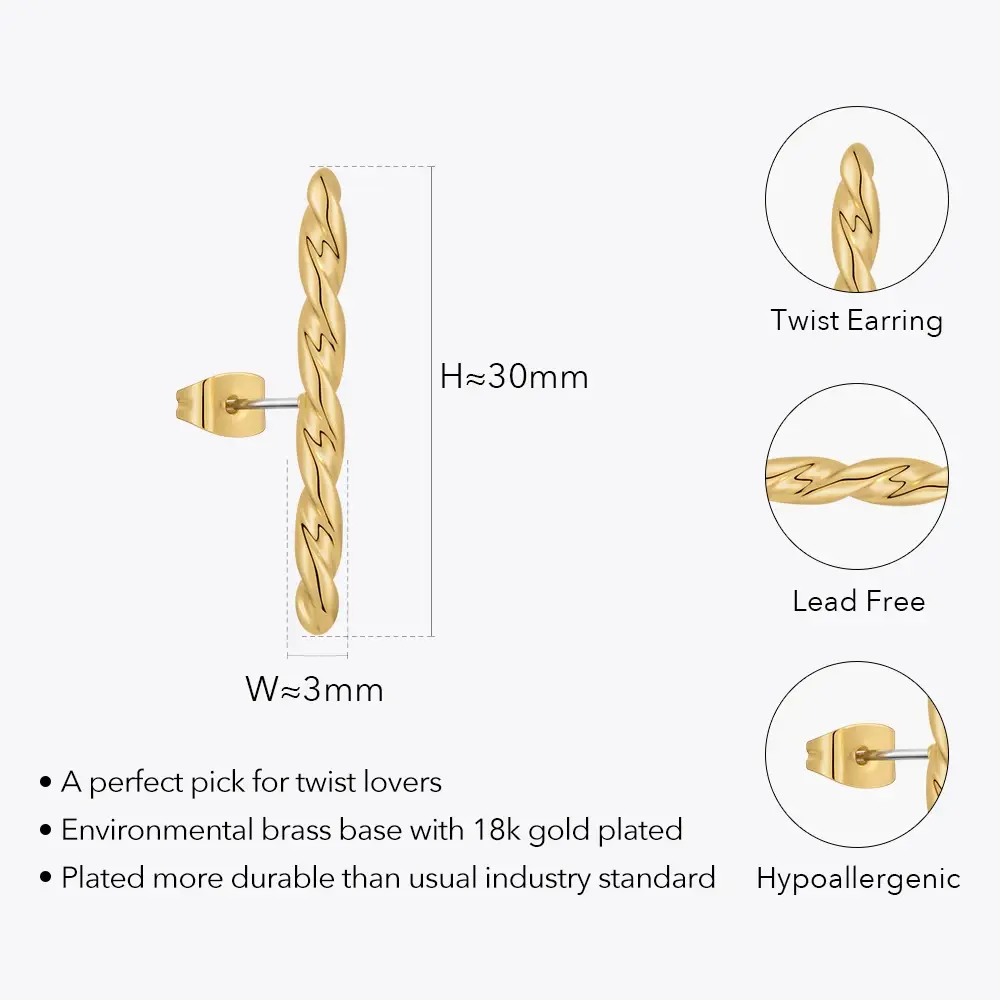 Twist Earring
H≈30mm
Lead Free
W≈3mm
• A perfect pick for twist lovers
• Environmental brass base with 18k gold plated
• Plated more durable than usual industry standard
Hypoallergenic